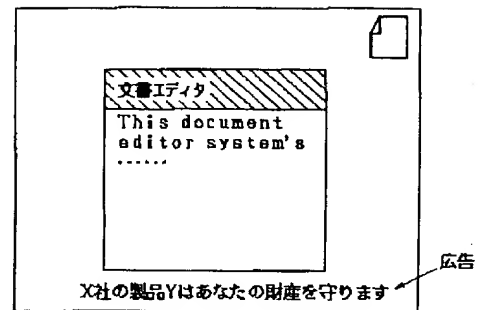 文書エディタ
This document
editor system's
......
広告
X社の製品Yはあなたの財産を守ります